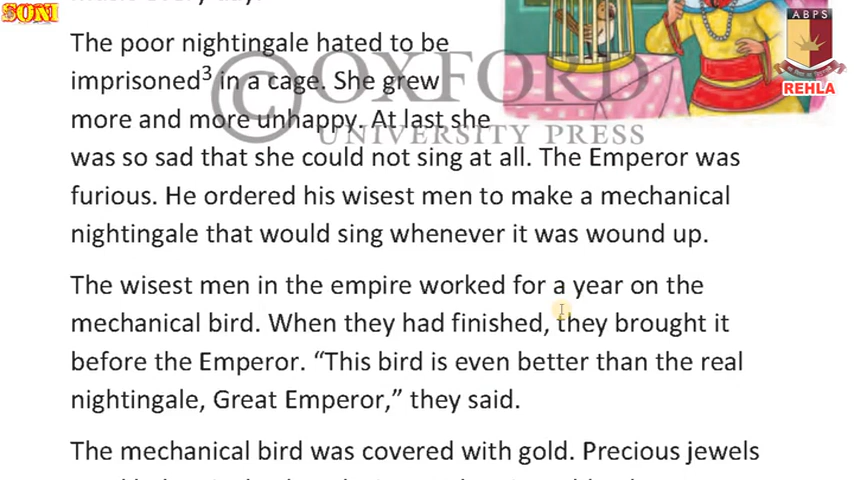 SONI
The poor nightingale hated to be
imprisoned³ in a cage. She grew
more and more unhappy. At last she
was so sad that she could not sing at all. The Emperor was
furious. He ordered his wisest men to make a mechanical
nightingale that would sing whenever it was wound up.
The wisest men in the empire worked for a year on the
mechanical bird. When they had finished, they brought it
before the Emperor. “This bird is even better than the real
nightingale, Great Emperor,” they said.
The mechanical bird was covered with gold. Precious jewels
© OXFORD
UNIVERSITY PRESS
ABPS
REHLA